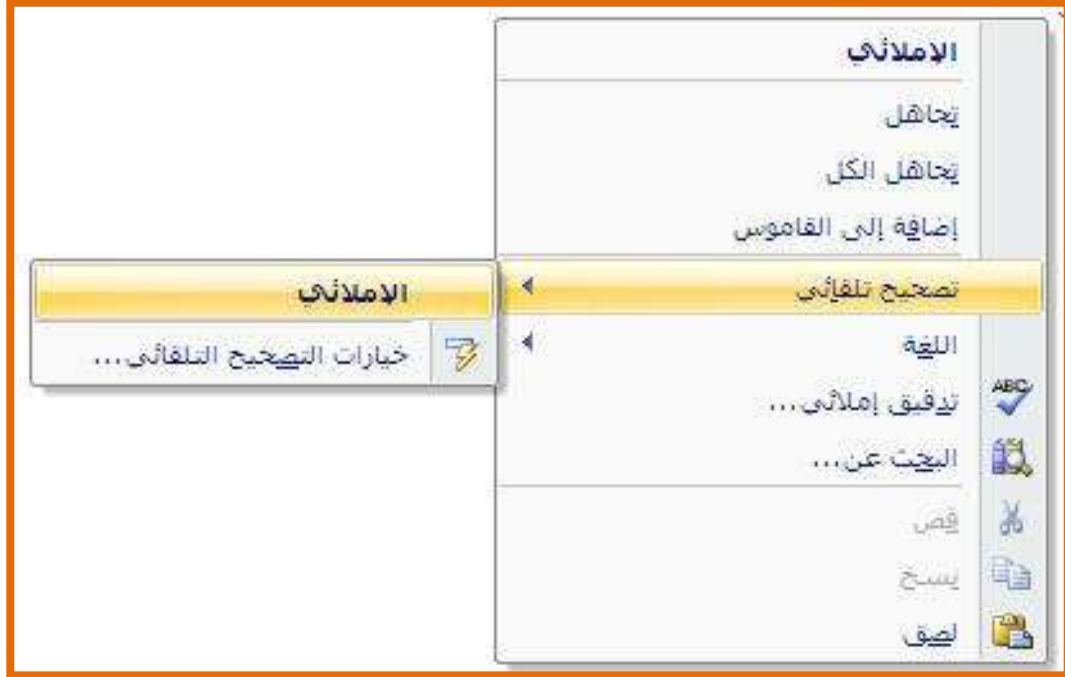 الإملائي
تجاهل
تجاهل الكل
إضافة إلى القاموس
تصحيح تلقائي
الإملائي
خيارات التصحيح التلقائي...
اللغة
تدقيق إملائي...
البحث عن...
قص
نسخ
لصق
ABC